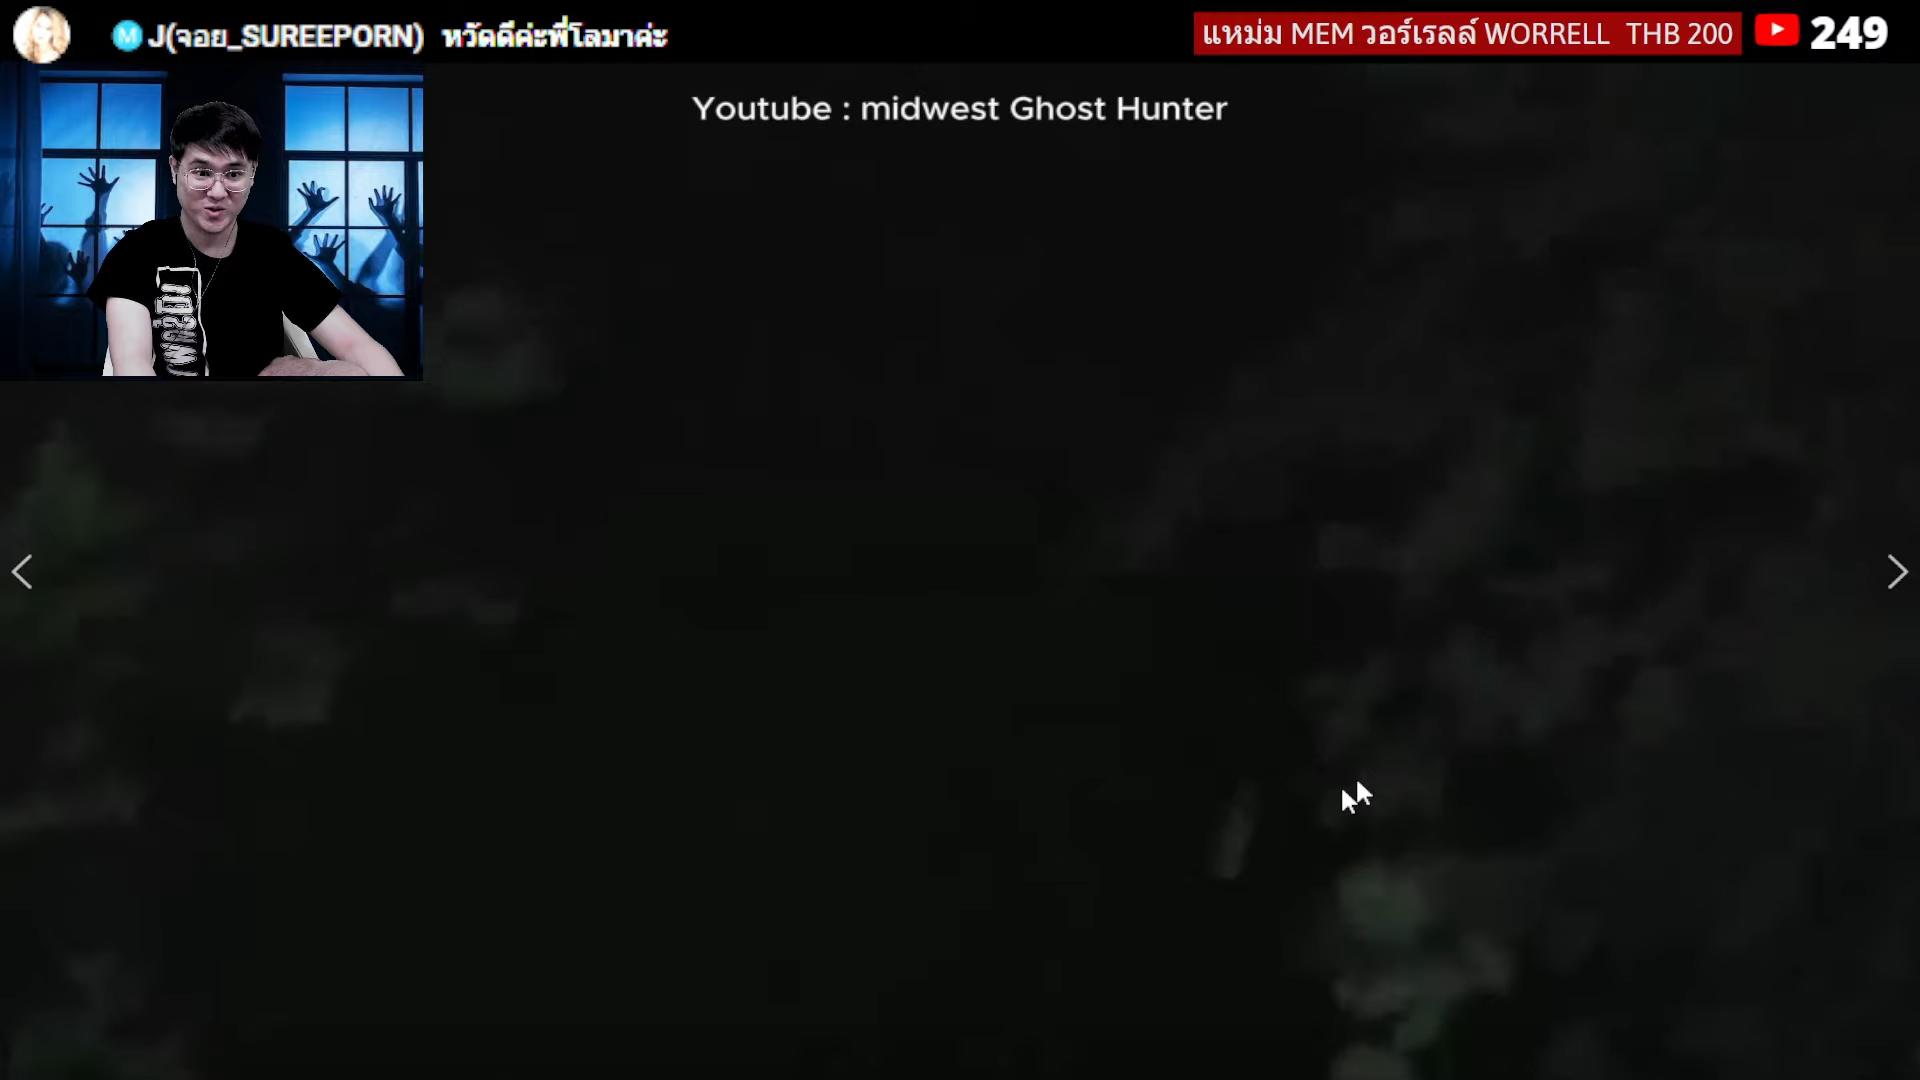 J(จอย_SUREEPORN) หวัดดีค่ะพี่โลมาค่ะ
แหม่ม MEM วอร์เรลล์ WORRELL THB 200
249
Youtube : midwest Ghost Hunter